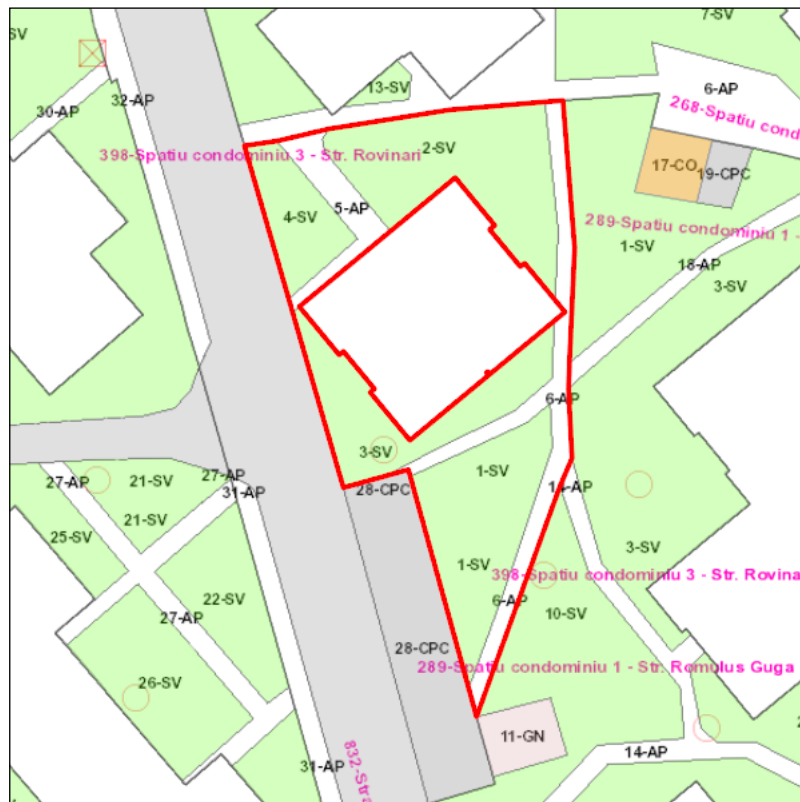 7-SV
SV
13-SV
6-AP
32-AP
30-AP
268-Spatiu cond
2-SV
398-Spatiu condominiu 3 - Str. Rovinari
17-CO
19-CPC
5-AP
4-SV
289-Spatiu condominiu 1 -
1-SV
18-AP
3-SV
6-AP
3-SV
1-SV
27-AP
27-AP
21-SV
28-CPC
31-AP
21-SV
25-SV
3-SV
1-SV
398-Spatiu condominiu 3 - Str. Rovina
22-SV
6-AP
10-SV
27-AP
28-CPC
289-Spatiu condominiu 1 - Str. Romulus Guga
26-SV
11-GN
14-AP
31-AP
832-Stra